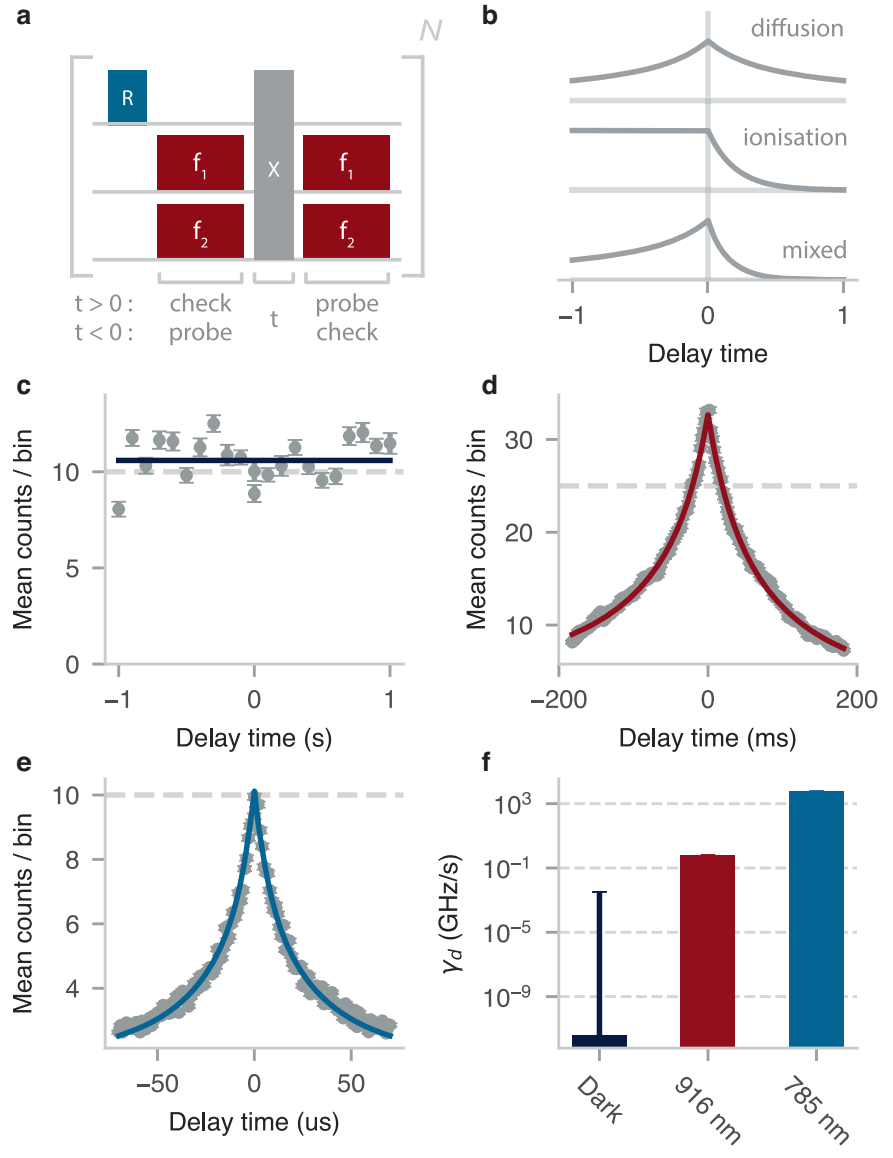 a
N
R
f₁
X
f₁
f₂
f₂
t > 0 : check probe
t < 0 : probe check
t
b
diffusion
ionisation
mixed
−1 0 1
Delay time
c
Mean counts / bin
10
5
0
−1 0 1
Delay time (s)
d
Mean counts / bin
30
20
10
−200 0 200
Delay time (ms)
e
Mean counts / bin
10
8
6
4
−50 0 50
Delay time (us)
f
γd (GHz/s)
10³
10⁻¹
10⁻⁵
10⁻⁹
Dark
916 nm
785 nm